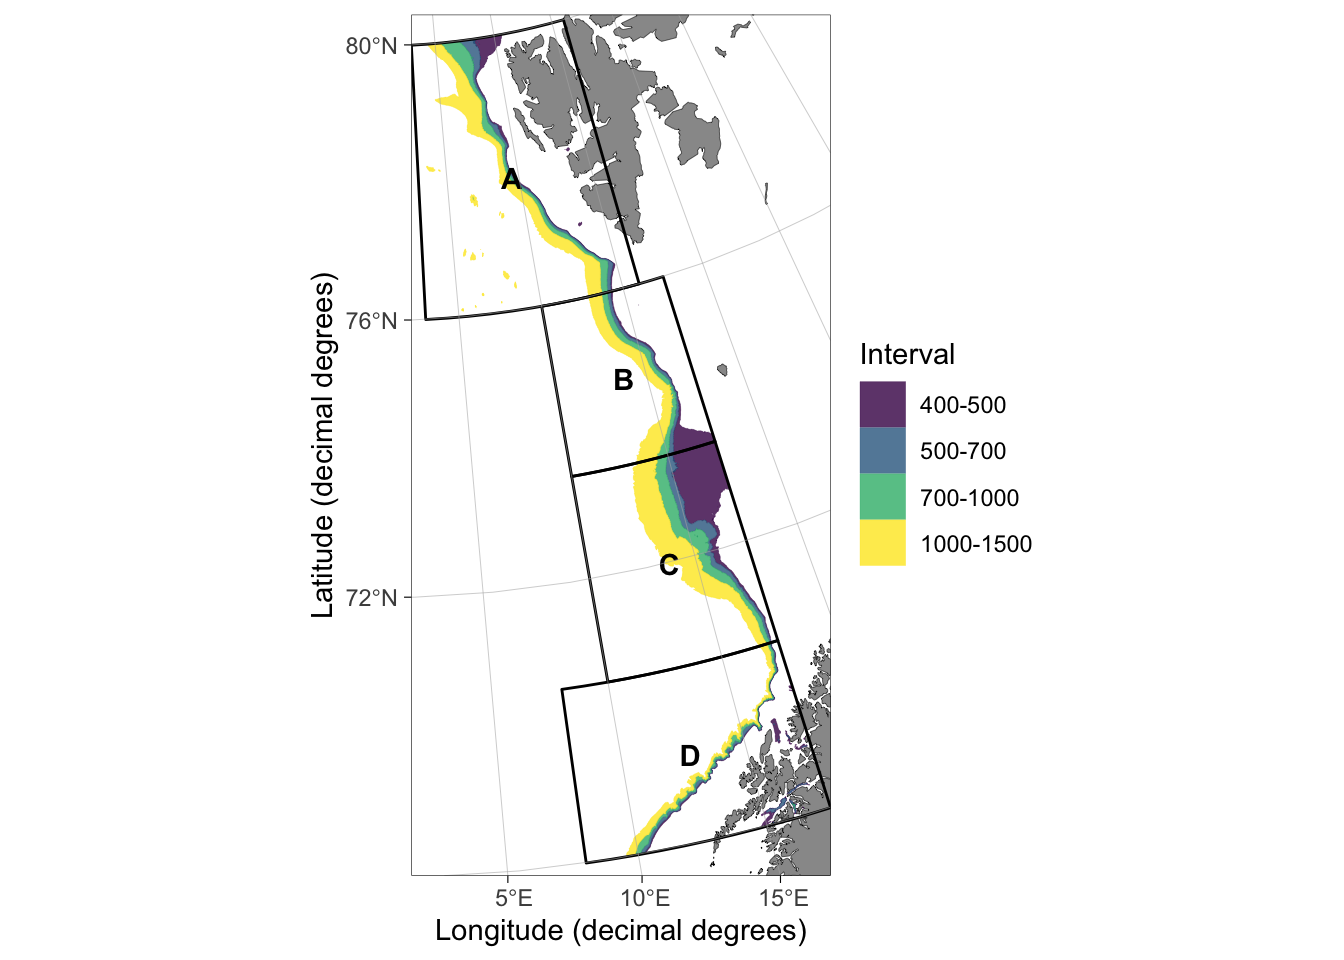 80°N
76°N
72°N
Latitude (decimal degrees)
A
B
C
D
5°E 10°E 15°E
Longitude (decimal degrees)
Interval
400-500
500-700
700-1000
1000-1500